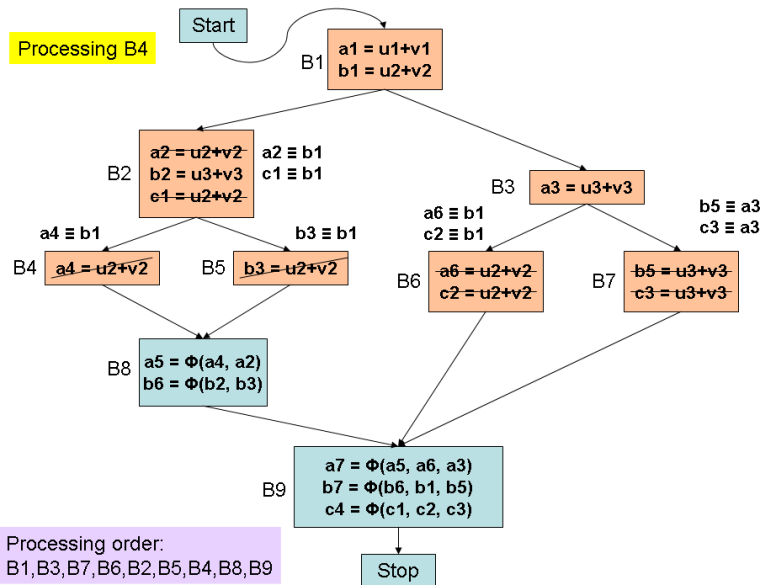 Start
Processing B4
B1
a1 = u1+v1
b1 = u2+v2
B2
a2 = u2+v2
b2 = u3+v3
c1 = u2+v2
a2 ≡ b1
c1 ≡ b1
B3
a3 = u3+v3
a4 ≡ b1
b3 ≡ b1
a6 ≡ b1
c2 ≡ b1
b5 ≡ a3
c3 ≡ a3
B4
a4 = u2+v2
B5
b3 = u2+v2
B6
a6 = u2+v2
c2 = u2+v2
B7
b5 = u3+v3
c3 = u3+v3
B8
a5 = Φ(a4, a2)
b6 = Φ(b2, b3)
B9
a7 = Φ(a5, a6, a3)
b7 = Φ(b6, b1, b5)
c4 = Φ(c1, c2, c3)
Processing order:
B1,B3,B7,B6,B2,B5,B4,B8,B9
Stop